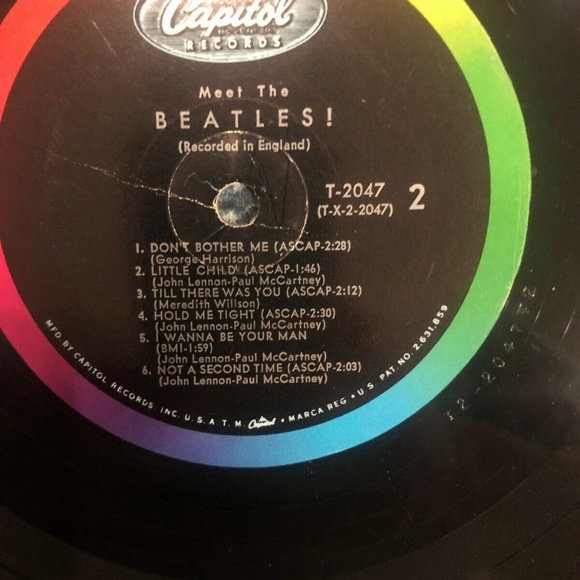 Capitol
RECORDS
Meet The
BEATLES!
(Recorded in England)
T-2047
(T-X-2-2047)
2
1. DON'T BOTHER ME (ASCAP-2:28)
(George Harrison)
2. LITTLE CHILD (ASCAP-1:46)
(John Lennon-Paul McCartney)
3. TILL THERE WAS YOU (ASCAP-2:12)
(Meredith Willson)
4. HOLD ME TIGHT (ASCAP-2:30)
(John Lennon-Paul McCartney)
5. I WANNA BE YOUR MAN
(BMI-1:59)
(John Lennon-Paul McCartney)
6. NOT A SECOND TIME (ASCAP-2:03)
(John Lennon-Paul McCartney)
MFD BY CAPITOL RECORDS, INC. U.S.A. T.M. Capitol • MARCA REG. • U.S. PAT. NO. 2,631,859